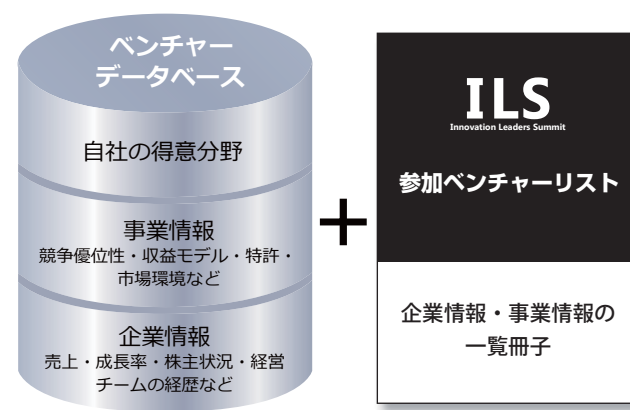 ベンチャー
データベース
自社の得意分野
事業情報
競争優位性・収益モデル・特許・
市場環境など
企業情報
売上・成長率・株主状況・経営
チームの経歴など
+
ILS
Innovation Leaders Summit
参加ベンチャーリスト
企業情報・事業情報の
一覧冊子